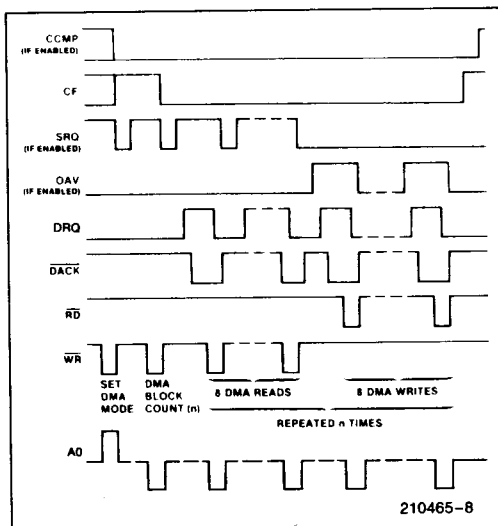 CCMP
(IF ENABLED)
CF
SRQ
(IF ENABLED)
OAV
(IF ENABLED)
DRQ
DACK
RD
WR
SET DMA MODE
DMA BLOCK COUNT (n)
8 DMA READS
8 DMA WRITES
REPEATED n TIMES
A0
210465-8